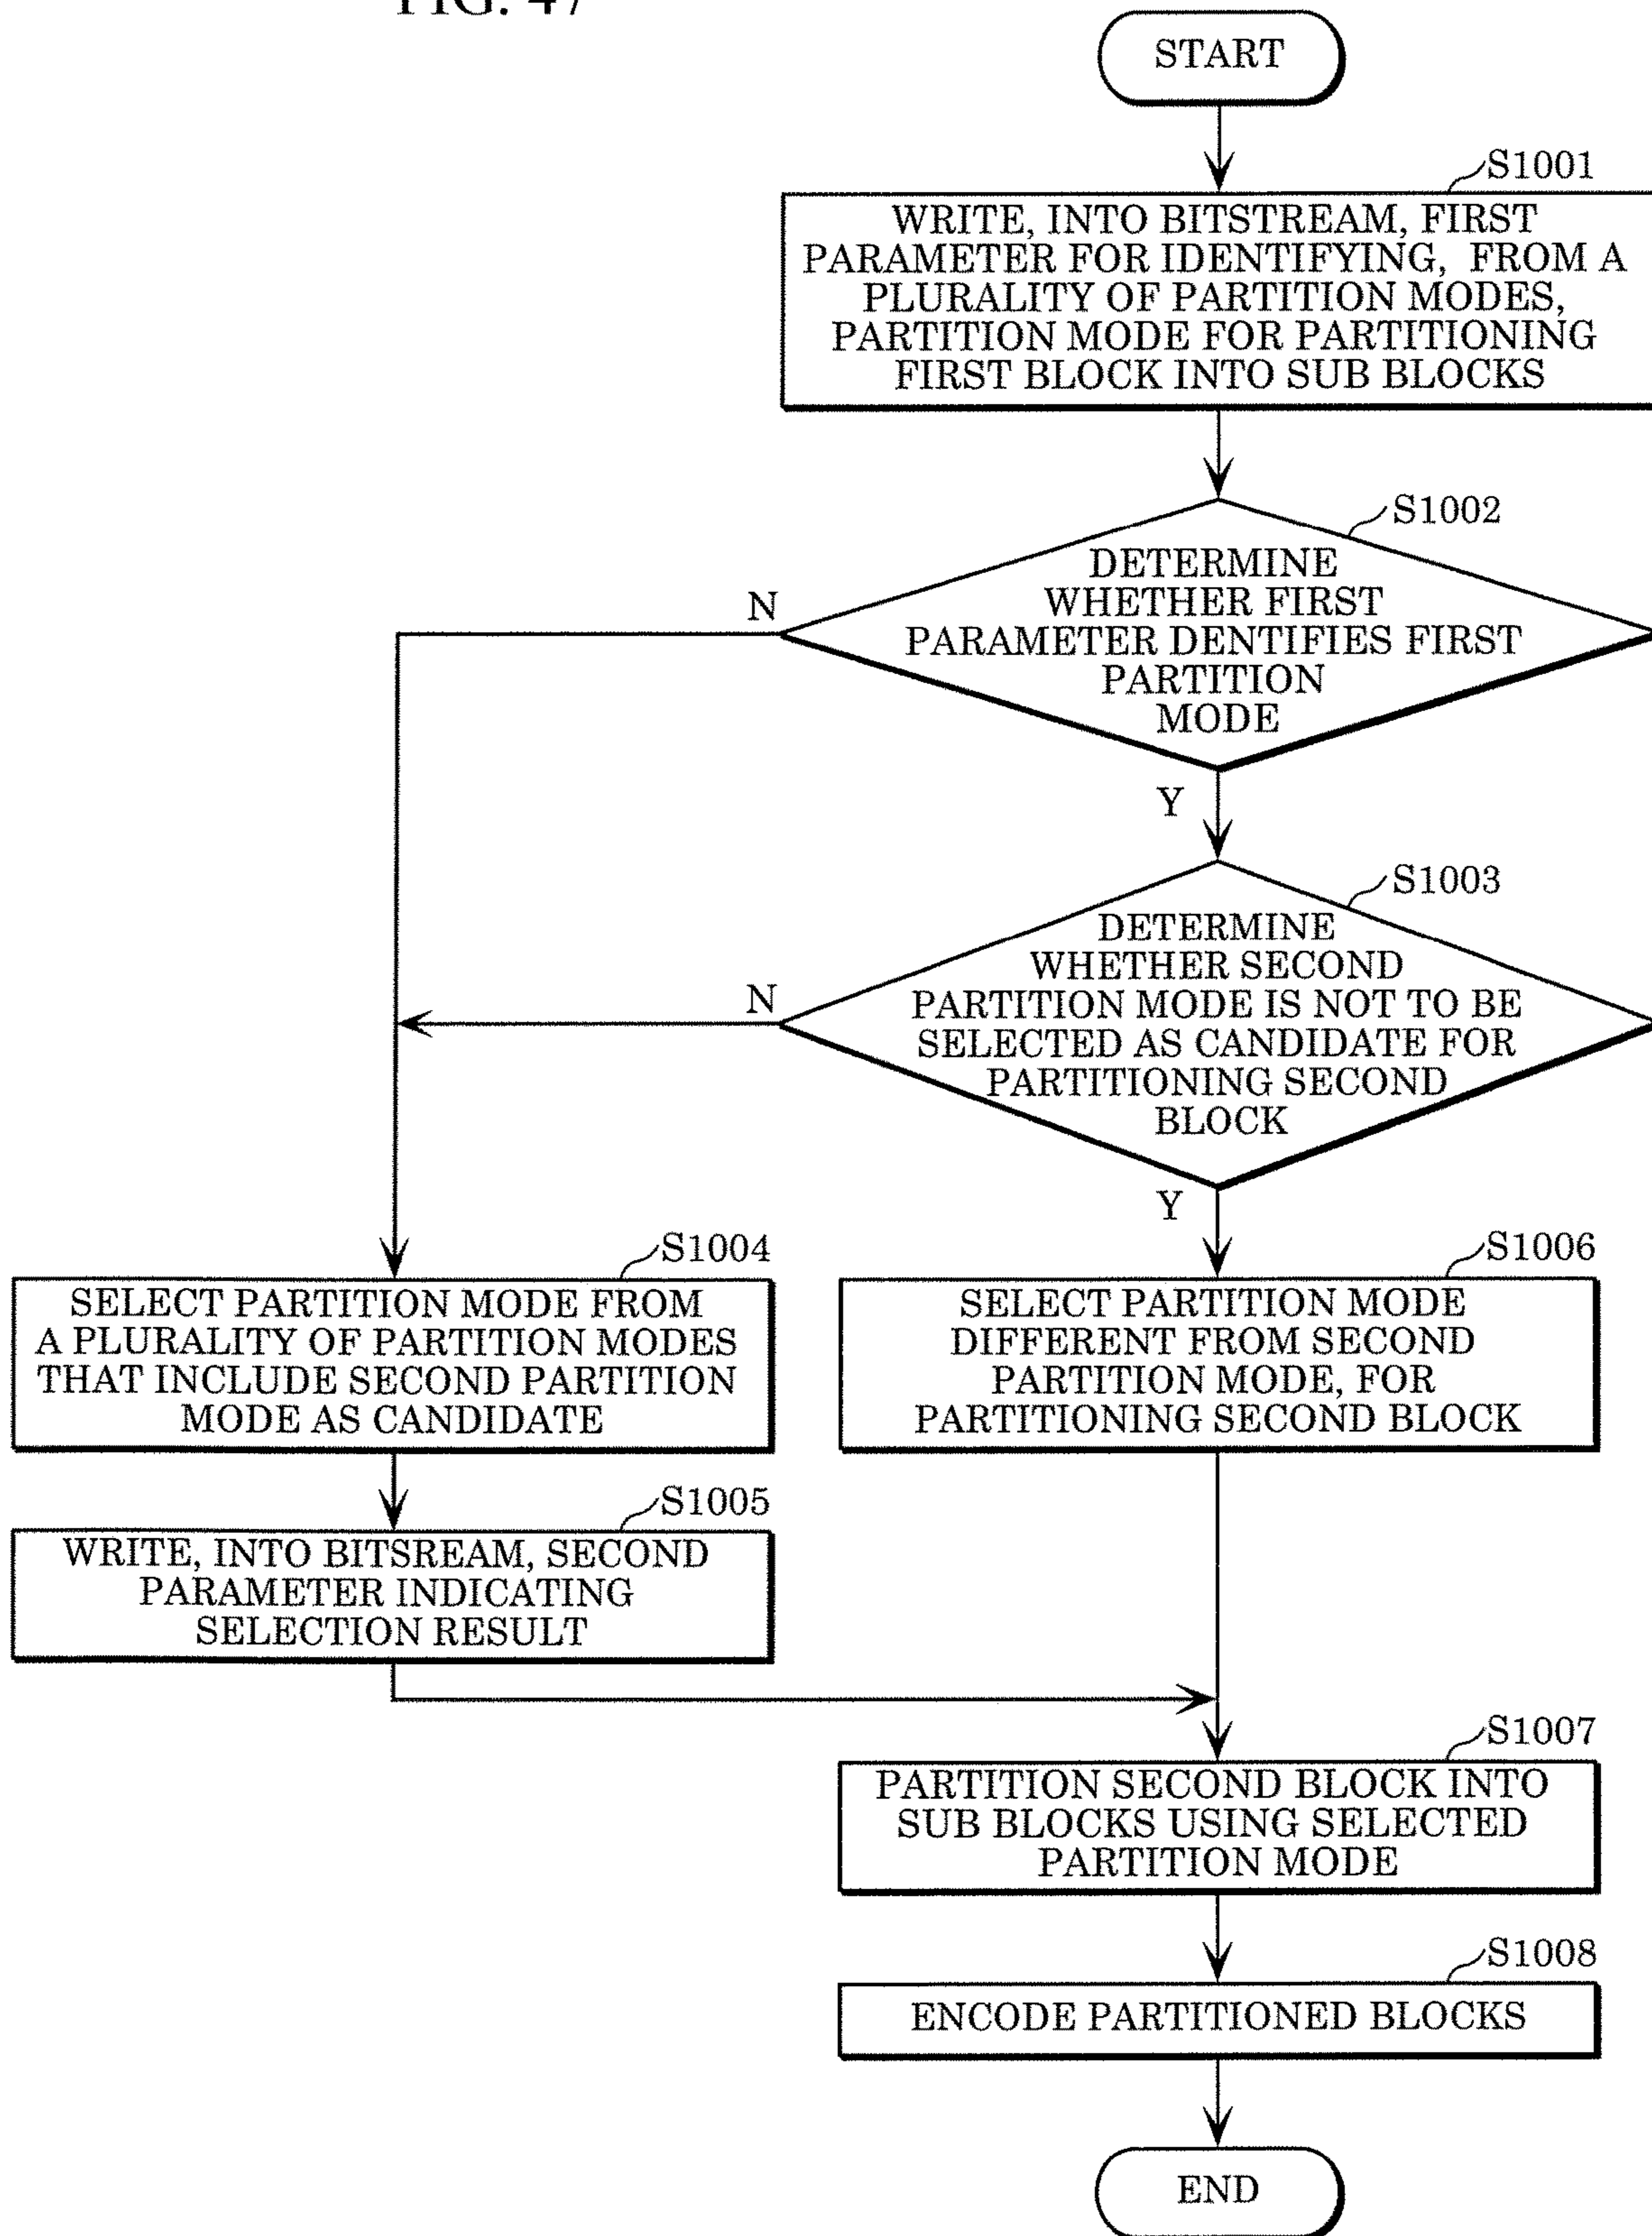 FIG. 47
START
S1001
WRITE, INTO BITSTREAM, FIRST
PARAMETER FOR IDENTIFYING, FROM A
PLURALITY OF PARTITION MODES,
PARTITION MODE FOR PARTITIONING
FIRST BLOCK INTO SUB BLOCKS
S1002
DETERMINE
WHETHER FIRST
PARAMETER DENTIFIES FIRST
PARTITION
MODE
N
Y
S1003
DETERMINE
WHETHER SECOND
PARTITION MODE IS NOT TO BE
SELECTED AS CANDIDATE FOR
PARTITIONING SECOND
BLOCK
N
Y
S1004
SELECT PARTITION MODE FROM
A PLURALITY OF PARTITION MODES
THAT INCLUDE SECOND PARTITION
MODE AS CANDIDATE
S1006
SELECT PARTITION MODE
DIFFERENT FROM SECOND
PARTITION MODE, FOR
PARTITIONING SECOND BLOCK
S1005
WRITE, INTO BITSREAM, SECOND
PARAMETER INDICATING
SELECTION RESULT
S1007
PARTITION SECOND BLOCK INTO
SUB BLOCKS USING SELECTED
PARTITION MODE
S1008
ENCODE PARTITIONED BLOCKS
END